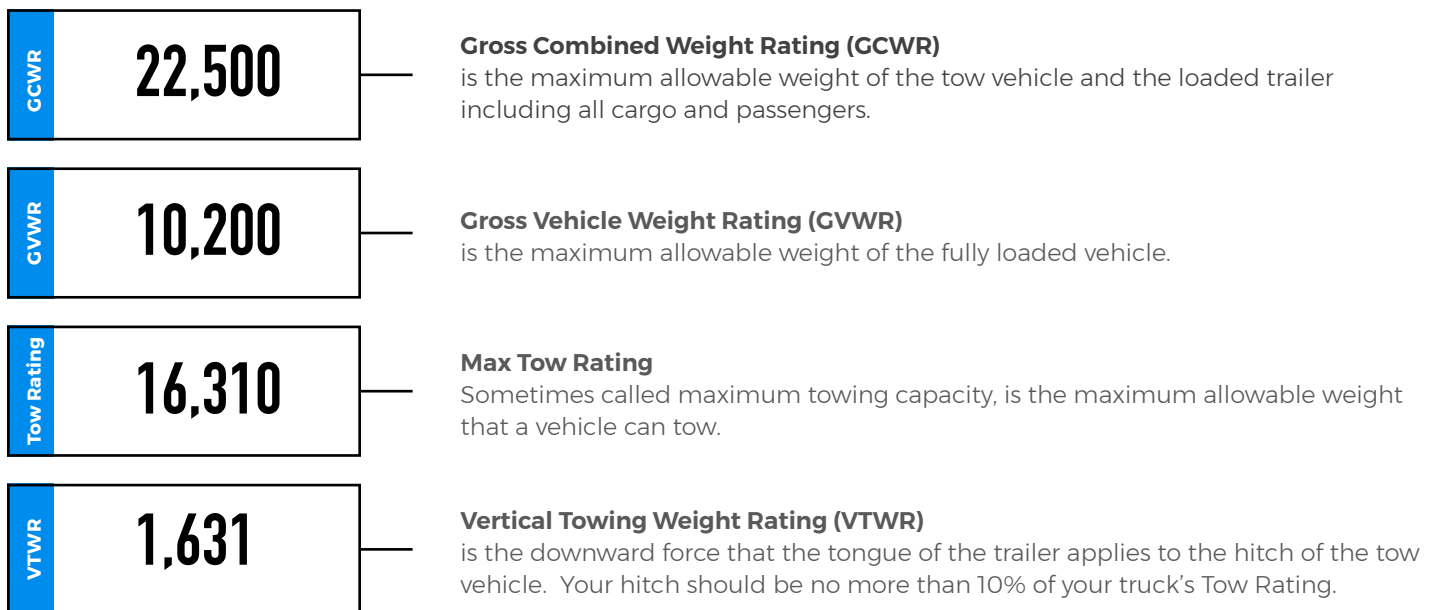 GCWR
22,500
Gross Combined Weight Rating (GCWR)
is the maximum allowable weight of the tow vehicle and the loaded trailer
including all cargo and passengers.
GVWR
10,200
Gross Vehicle Weight Rating (GVWR)
is the maximum allowable weight of the fully loaded vehicle.
Tow Rating
16,310
Max Tow Rating
Sometimes called maximum towing capacity, is the maximum allowable weight
that a vehicle can tow.
VTWR
1,631
Vertical Towing Weight Rating (VTWR)
is the downward force that the tongue of the trailer applies to the hitch of the tow
vehicle.  Your hitch should be no more than 10% of your truck’s Tow Rating.